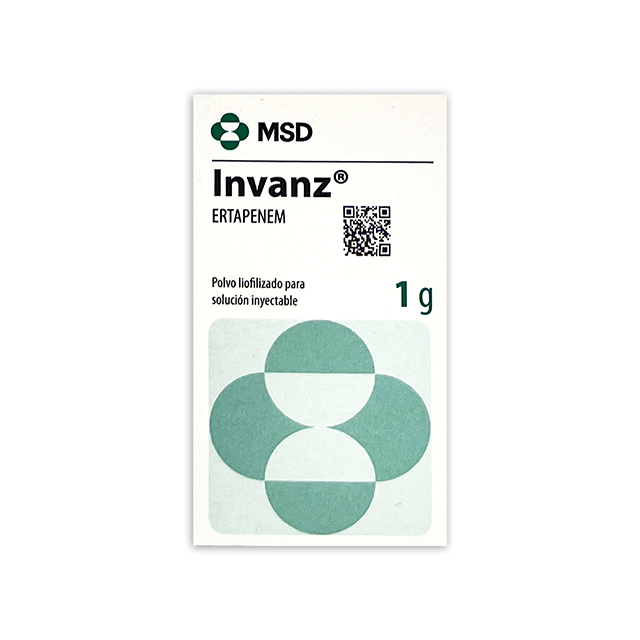 MSD
Invanz®
ERTAPENEM
Polvo liofilizado para
solución inyectable
1 g